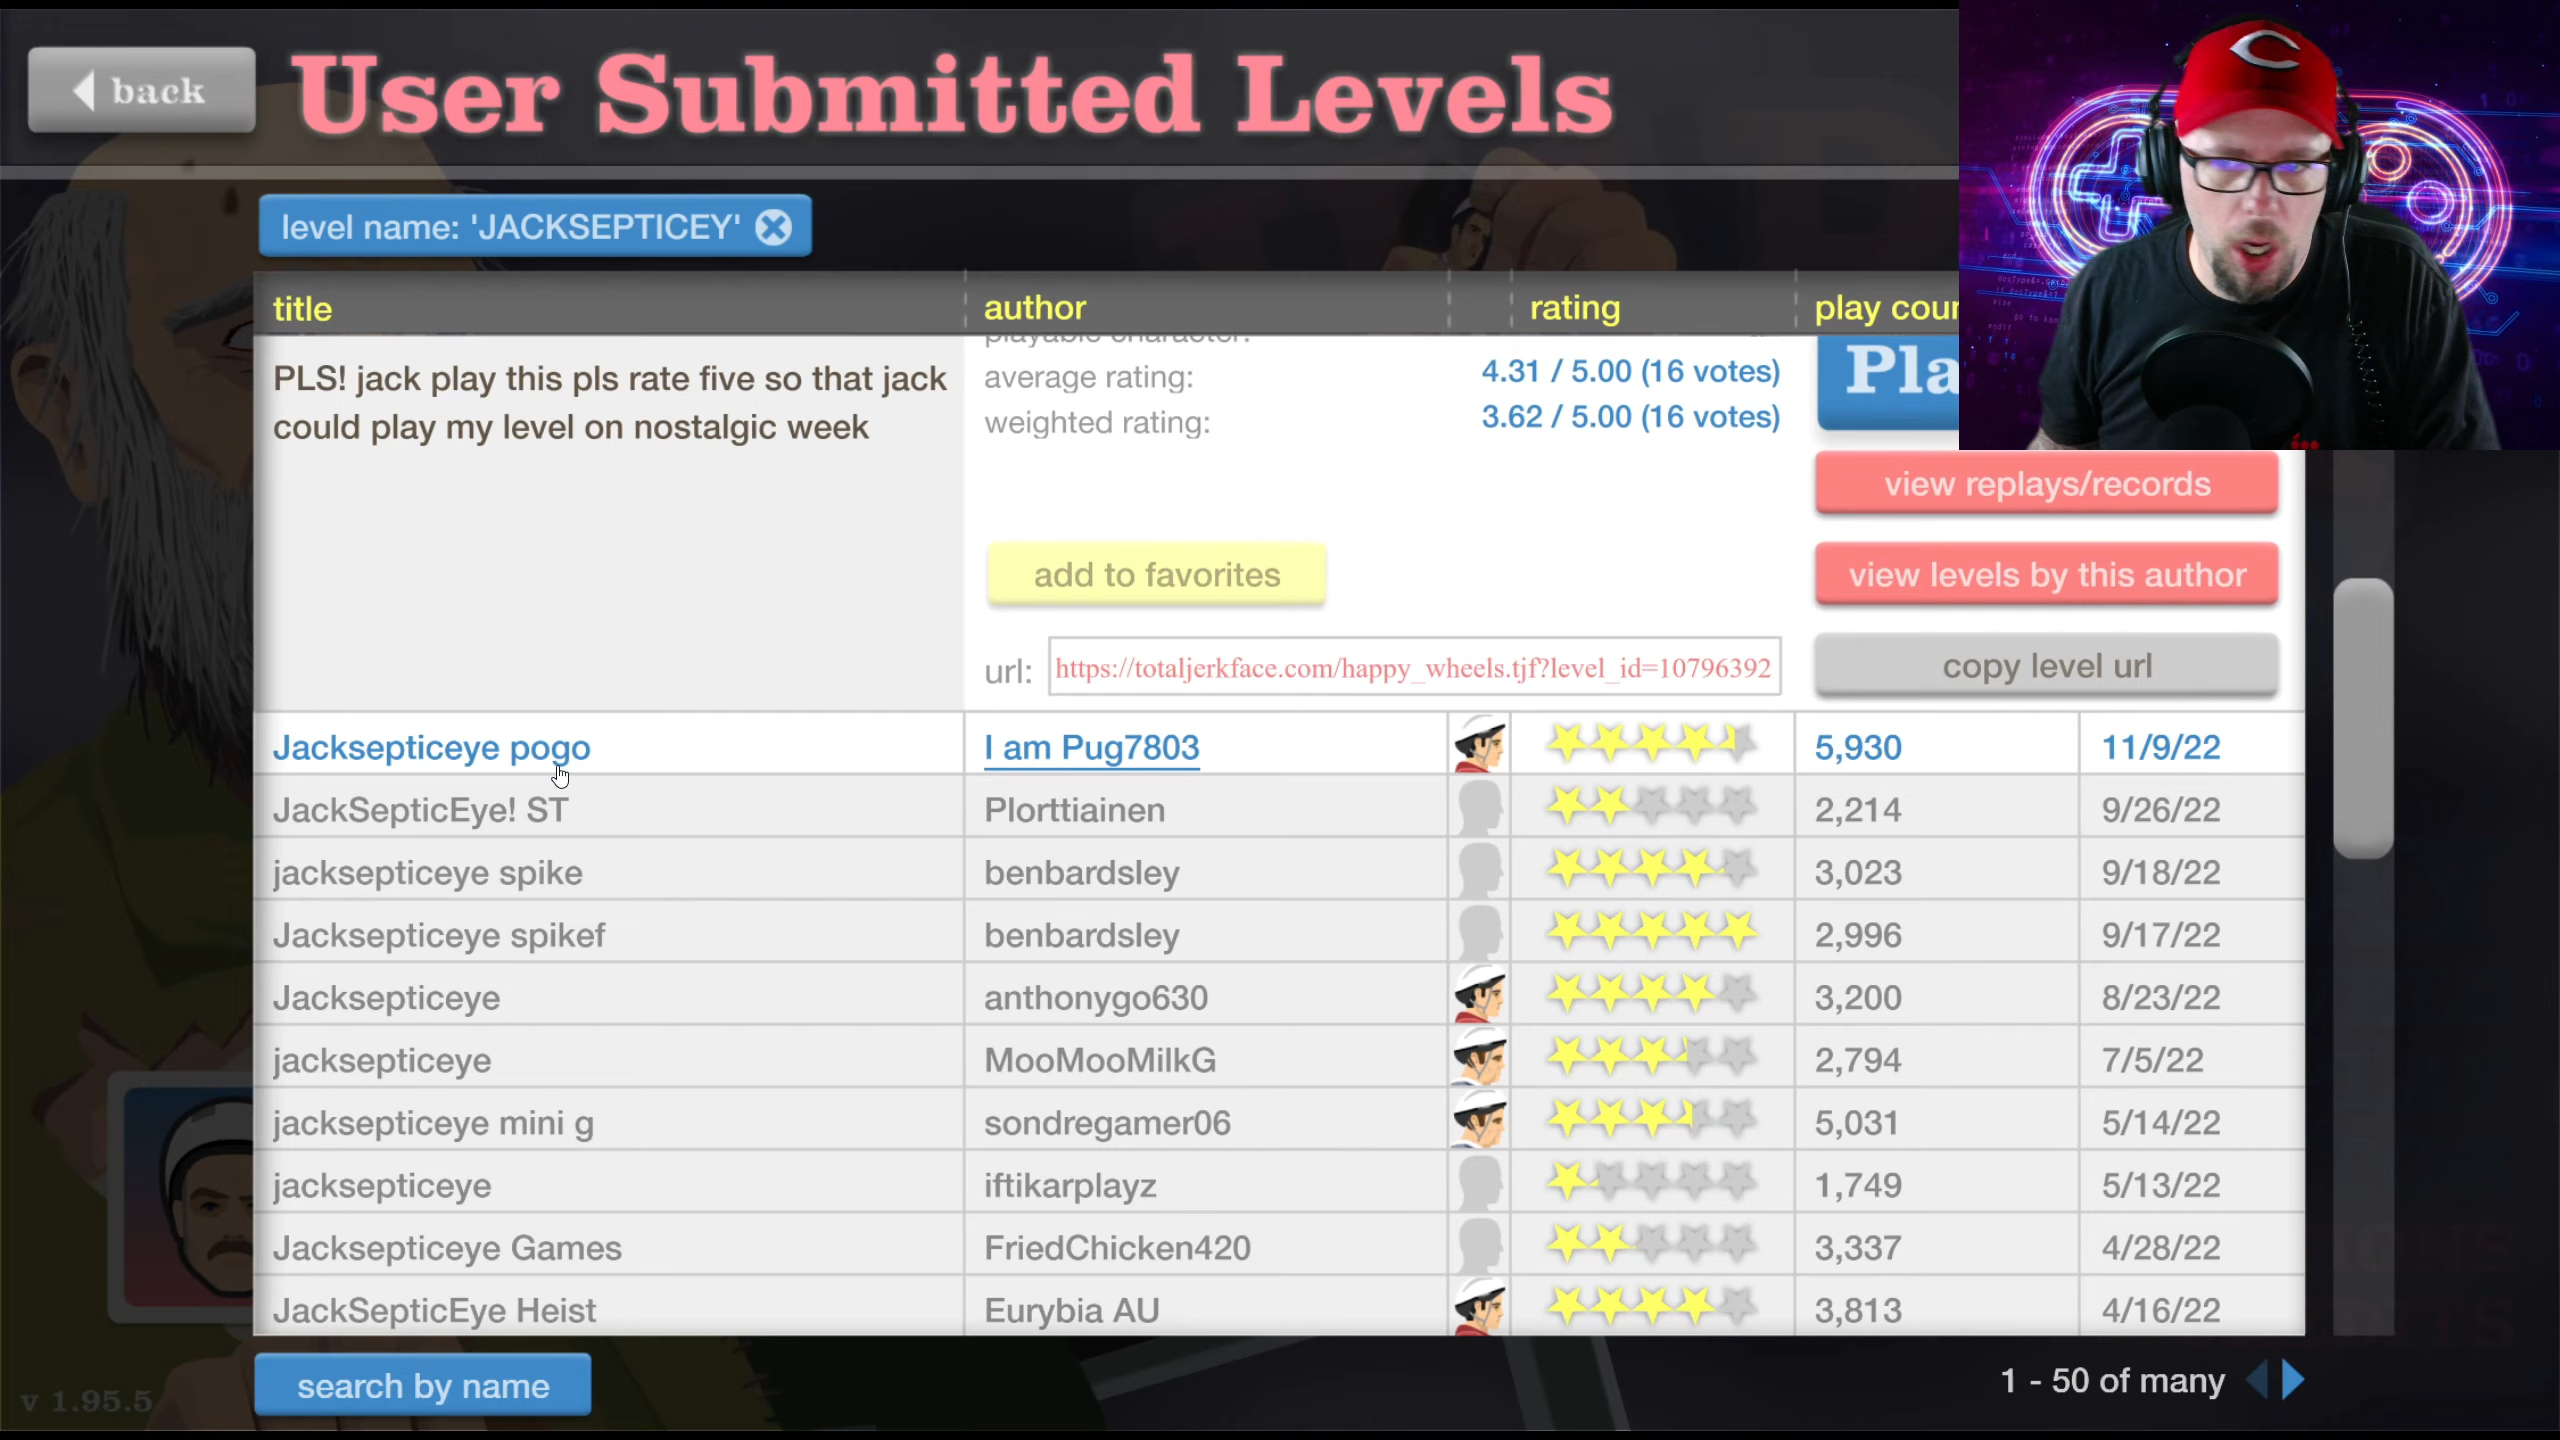 back
User Submitted Levels
level name: 'JACKSEPTICEY'
title author rating play coun
playable character:
PLS! jack play this pls rate five so that jack
could play my level on nostalgic week
average rating: 4.31 / 5.00 (16 votes)
weighted rating: 3.62 / 5.00 (16 votes)
Pla
view replays/records
add to favorites
view levels by this author
url: https://totaljerkface.com/happy_wheels.tjf?level_id=10796392
copy level url
Jacksepticeye pogo I am Pug7803 5,930 11/9/22
JackSepticEye! ST Plorttiainen 2,214 9/26/22
jacksepticeye spike benbardsley 3,023 9/18/22
Jacksepticeye spikef benbardsley 2,996 9/17/22
Jacksepticeye anthonygo630 3,200 8/23/22
jacksepticeye MooMooMilkG 2,794 7/5/22
jacksepticeye mini g sondregamer06 5,031 5/14/22
jacksepticeye iftikarplayz 1,749 5/13/22
Jacksepticeye Games FriedChicken420 3,337 4/28/22
JackSepticEye Heist Eurybia AU 3,813 4/16/22
search by name
1 - 50 of many
v 1.95.5